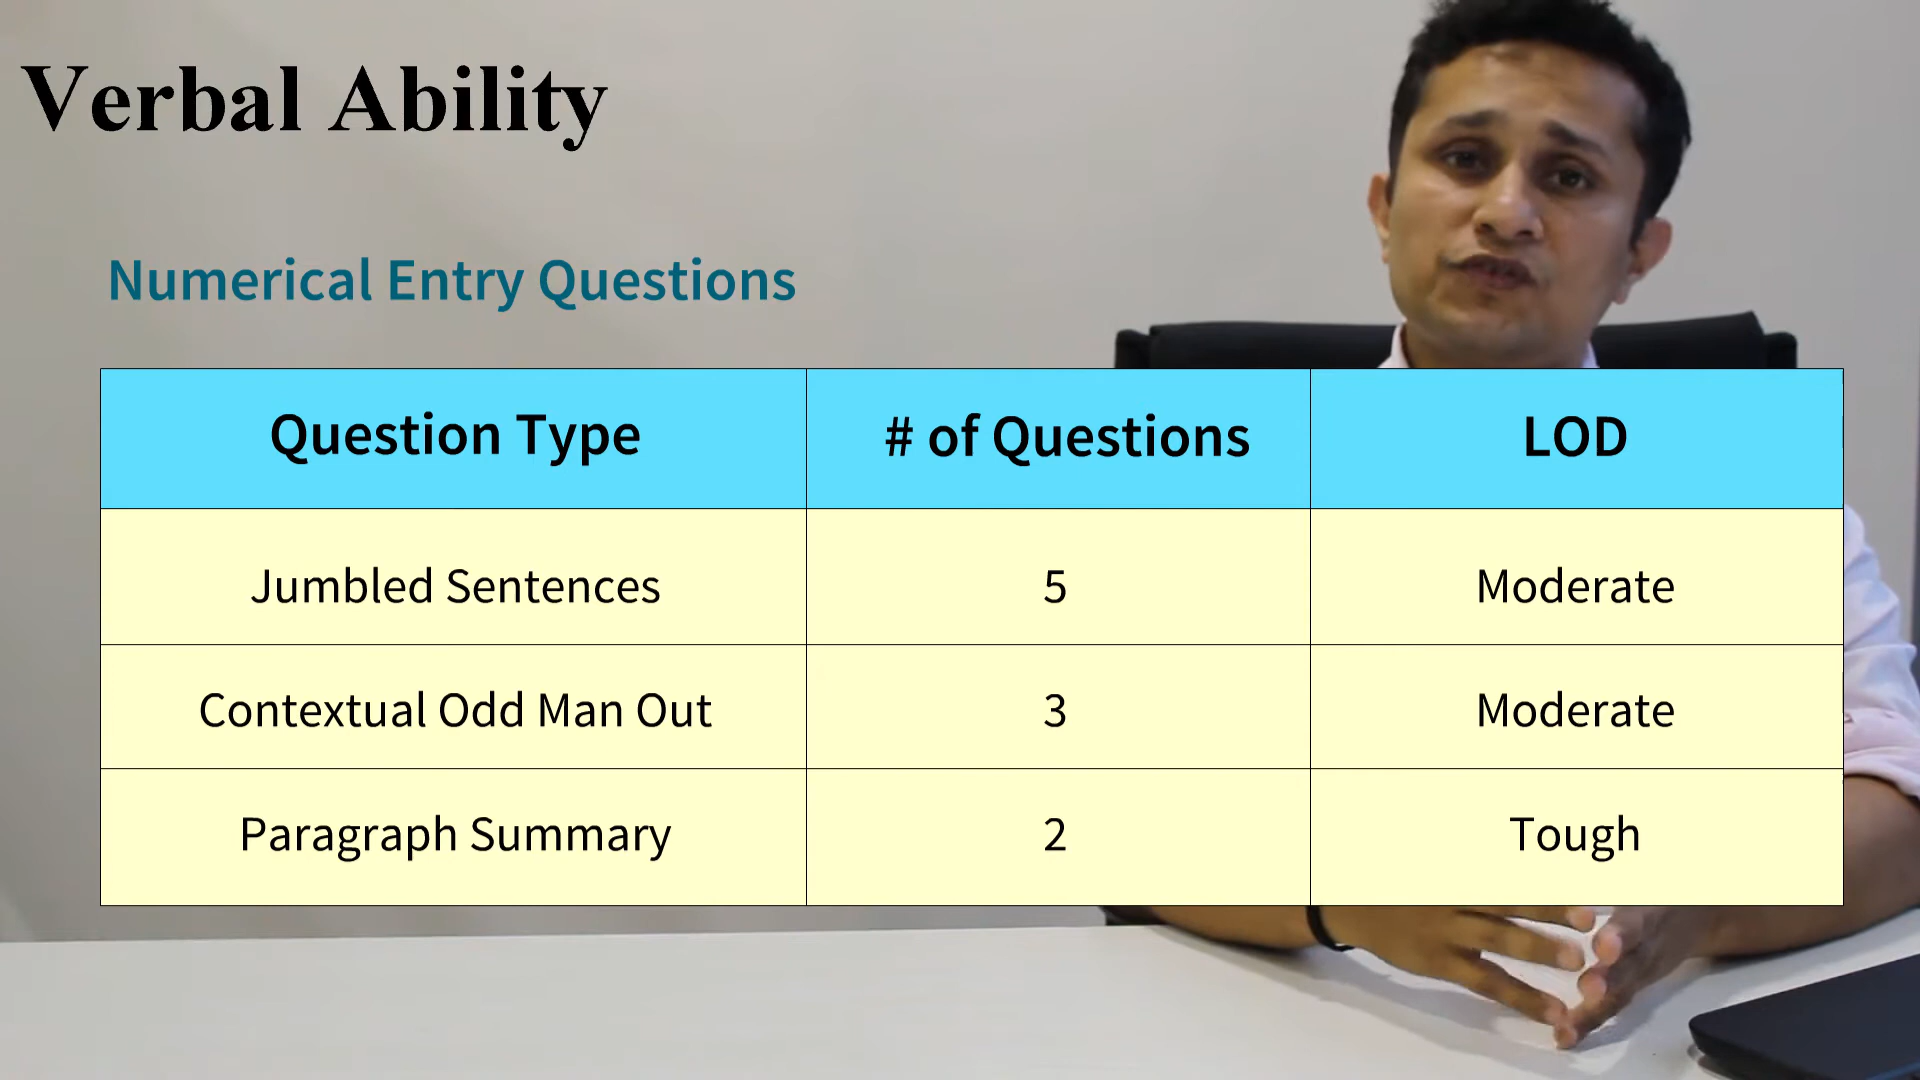 Verbal Ability
Numerical Entry Questions
Question Type # of Questions LOD
Jumbled Sentences 5 Moderate
Contextual Odd Man Out 3 Moderate
Paragraph Summary 2 Tough